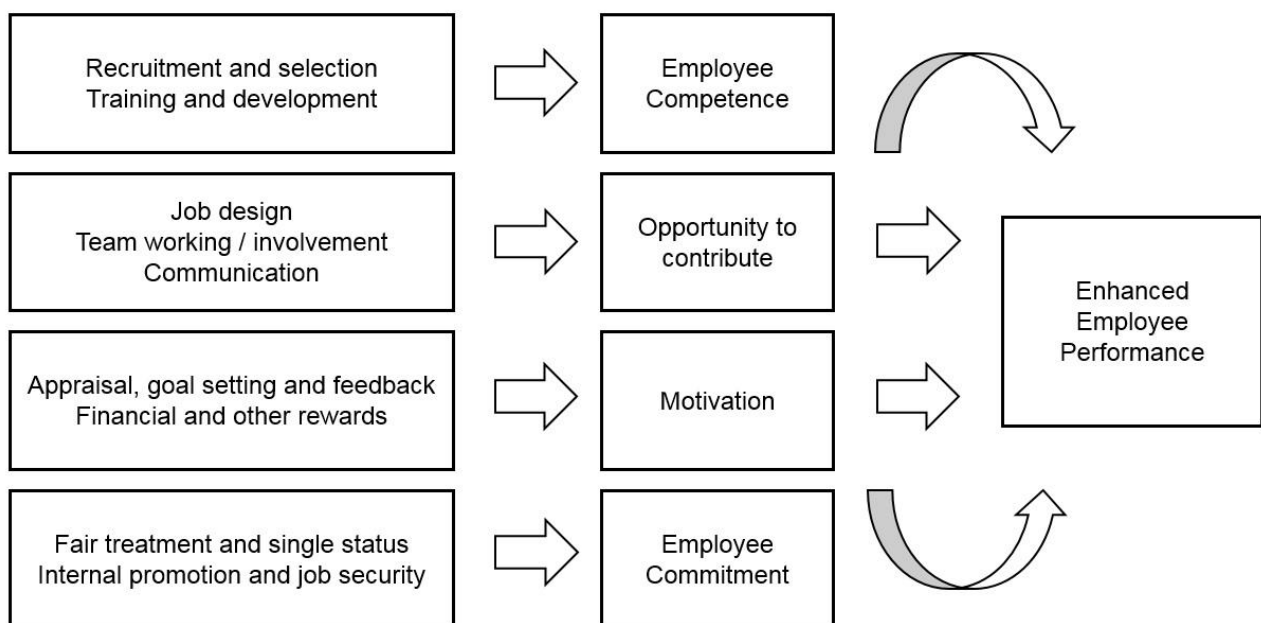 Recruitment and selection
Training and development
Employee
Competence
Job design
Team working / involvement
Communication
Opportunity to
contribute
Enhanced
Employee
Performance
Appraisal, goal setting and feedback
Financial and other rewards
Motivation
Fair treatment and single status
Internal promotion and job security
Employee
Commitment